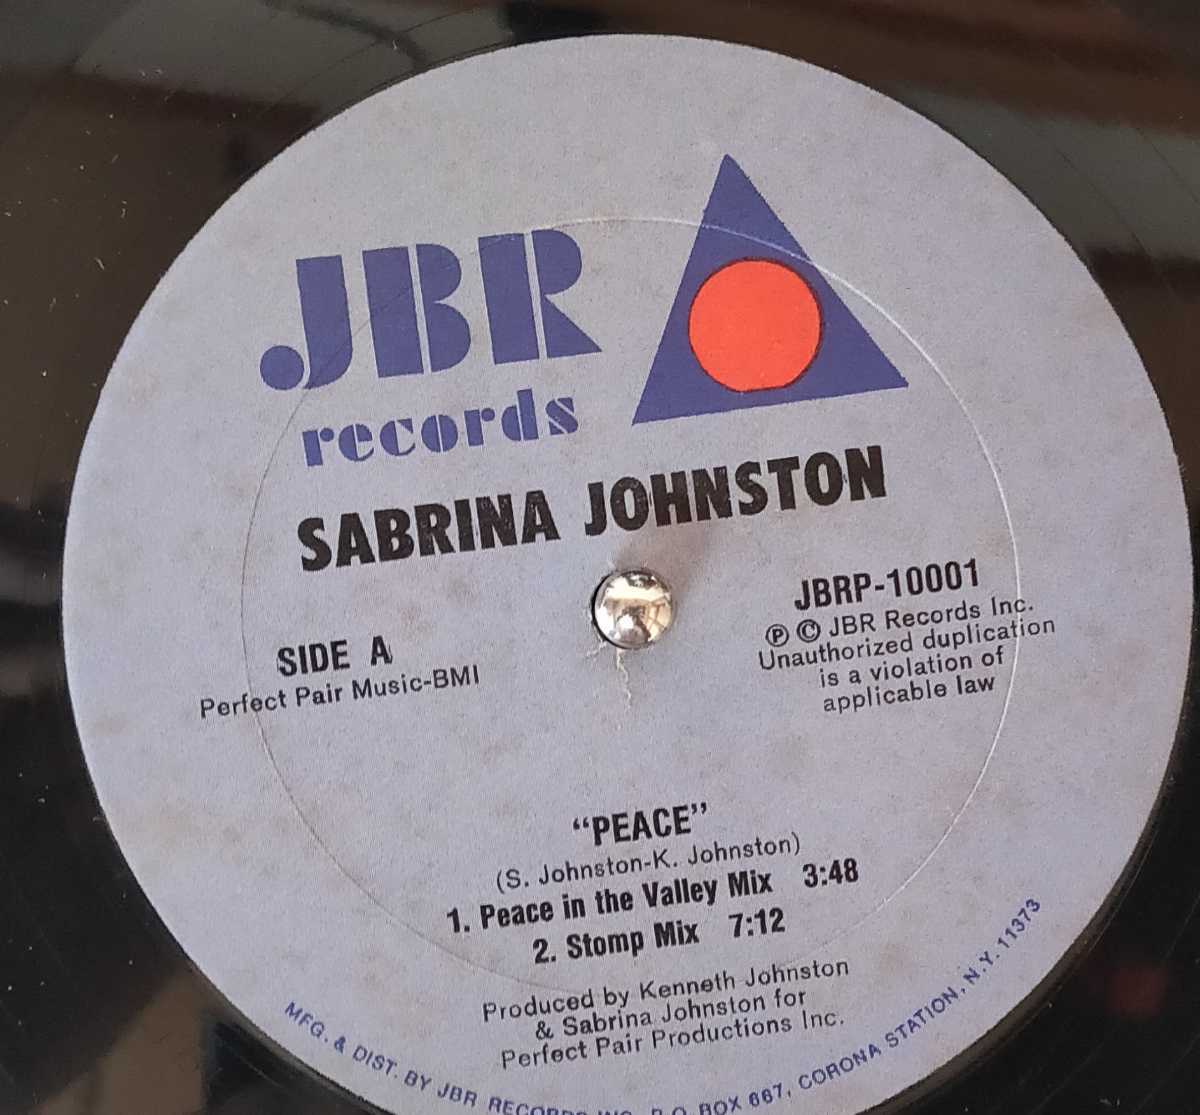 JBR
records
SABRINA JOHNSTON
SIDE A
Perfect Pair Music-BMI
JBRP-10001
Ⓟ © JBR Records Inc.
Unauthorized duplication
is a violation of
applicable law
“PEACE”
(S. Johnston-K. Johnston)
1. Peace in the Valley Mix 3:48
2. Stomp Mix 7:12
Produced by Kenneth Johnston
& Sabrina Johnston for
Perfect Pair Productions Inc.
MFG. & DIST. BY JBR RECORDS INC. P.O. BOX 667, CORONA STATION, N.Y. 11373